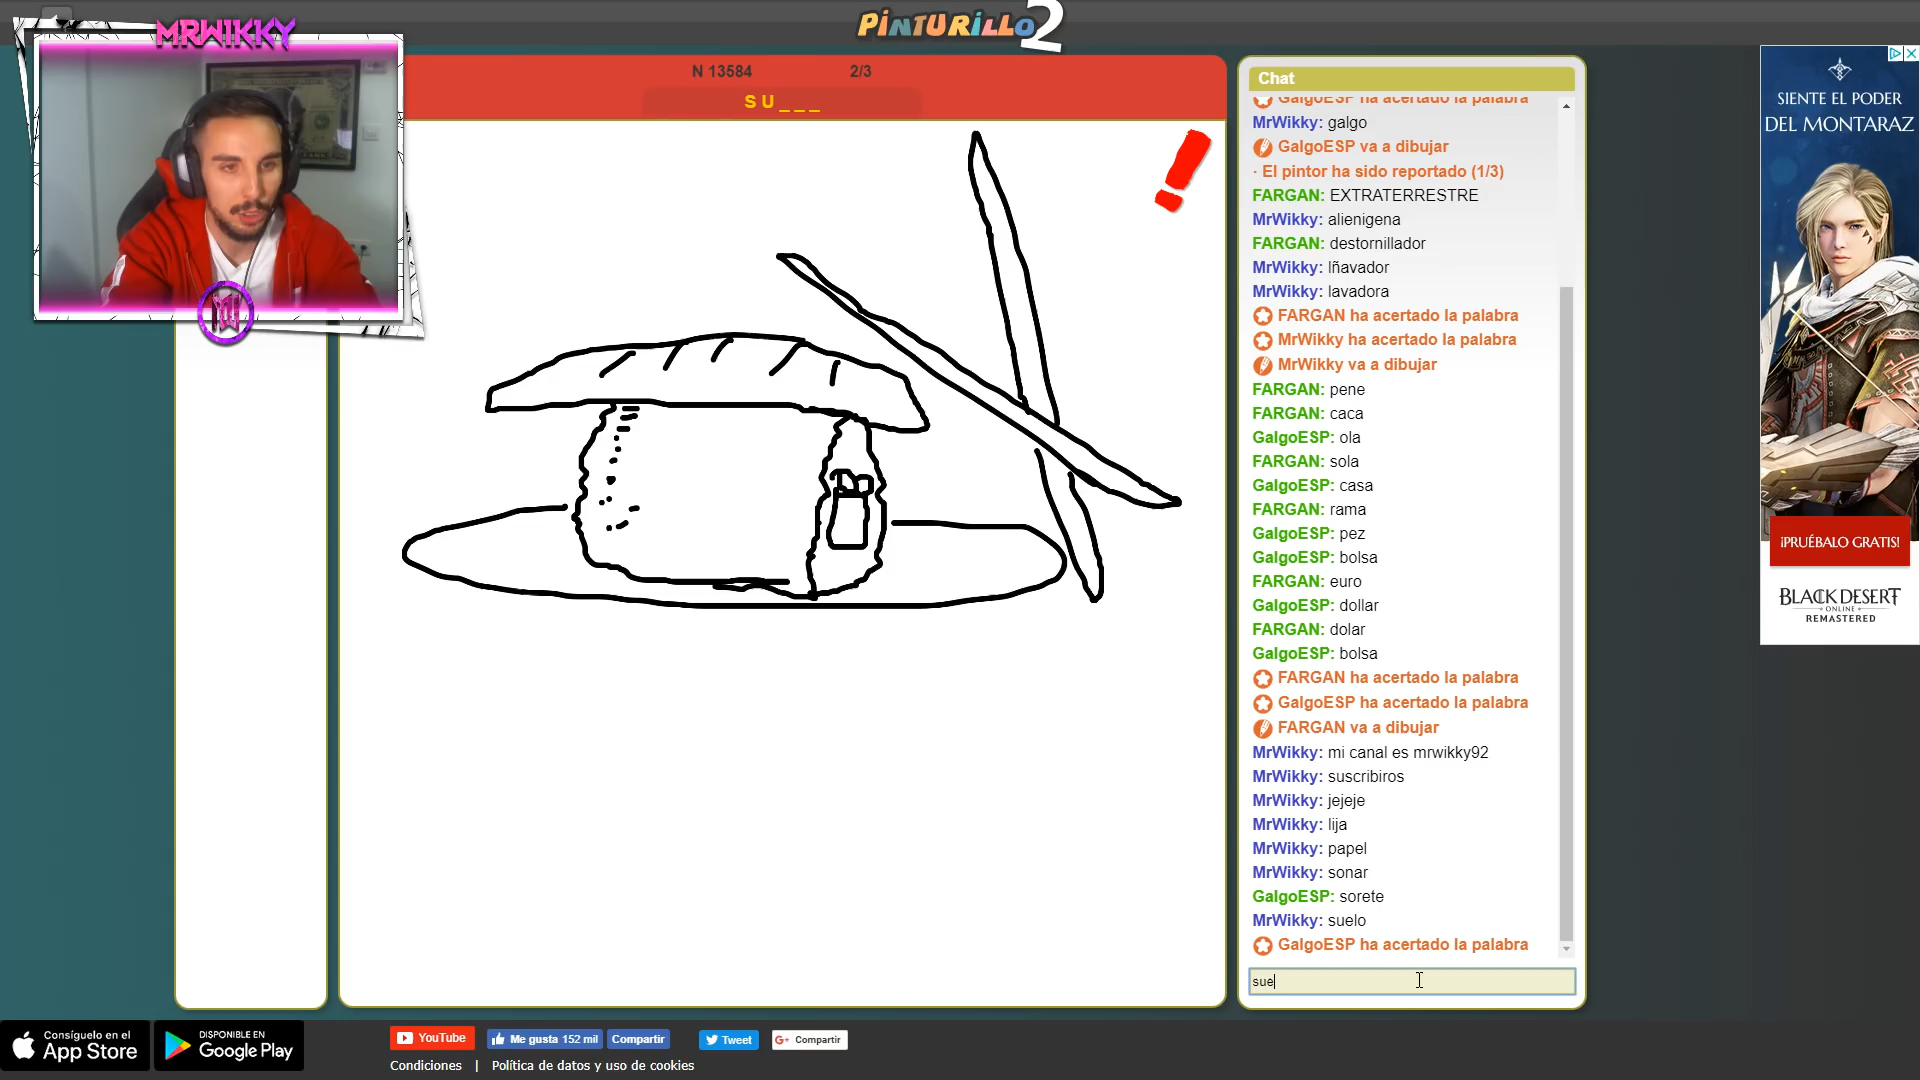 MRWIKKY
PINTURILLO 2
N 13584 2/3
SU___
Chat
GalgoESP ha acertado la palabra
MrWikky: galgo
GalgoESP va a dibujar
· El pintor ha sido reportado (1/3)
FARGAN: EXTRATERRESTRE
MrWikky: alienigena
FARGAN: destornillador
MrWikky: lñavador
MrWikky: lavadora
FARGAN ha acertado la palabra
MrWikky ha acertado la palabra
MrWikky va a dibujar
FARGAN: pene
FARGAN: caca
GalgoESP: ola
FARGAN: sola
GalgoESP: casa
FARGAN: rama
GalgoESP: pez
GalgoESP: bolsa
FARGAN: euro
GalgoESP: dollar
FARGAN: dolar
GalgoESP: bolsa
FARGAN ha acertado la palabra
GalgoESP ha acertado la palabra
FARGAN va a dibujar
MrWikky: mi canal es mrwikky92
MrWikky: suscribiros
MrWikky: jejeje
MrWikky: lija
MrWikky: papel
MrWikky: sonar
GalgoESP: sorete
MrWikky: suelo
GalgoESP ha acertado la palabra
sue
SIENTE EL PODER
DEL MONTARAZ
¡PRUÉBALO GRATIS!
BLACK DESERT
ONLINE
REMASTERED
Consíguelo en el
App Store
DISPONIBLE EN
Google Play
YouTube
Me gusta 152 mil
Compartir
Tweet
G+ Compartir
Condiciones | Política de datos y uso de cookies